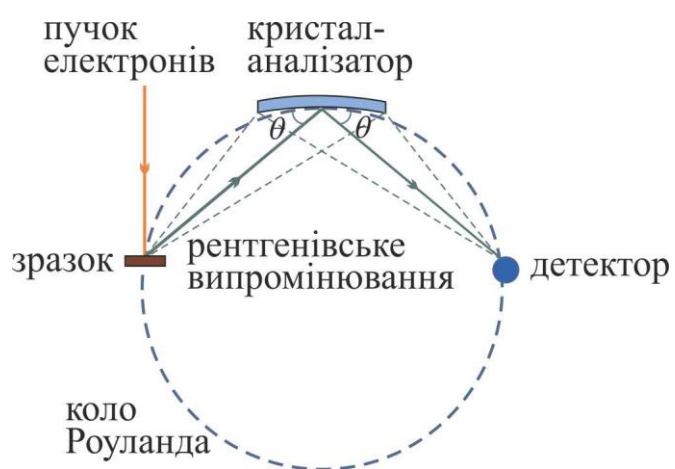 пучок
електронів
кристал-
аналізатор
θ
θ
зразок
рентгенівське
випромінювання
детектор
коло
Роуланда